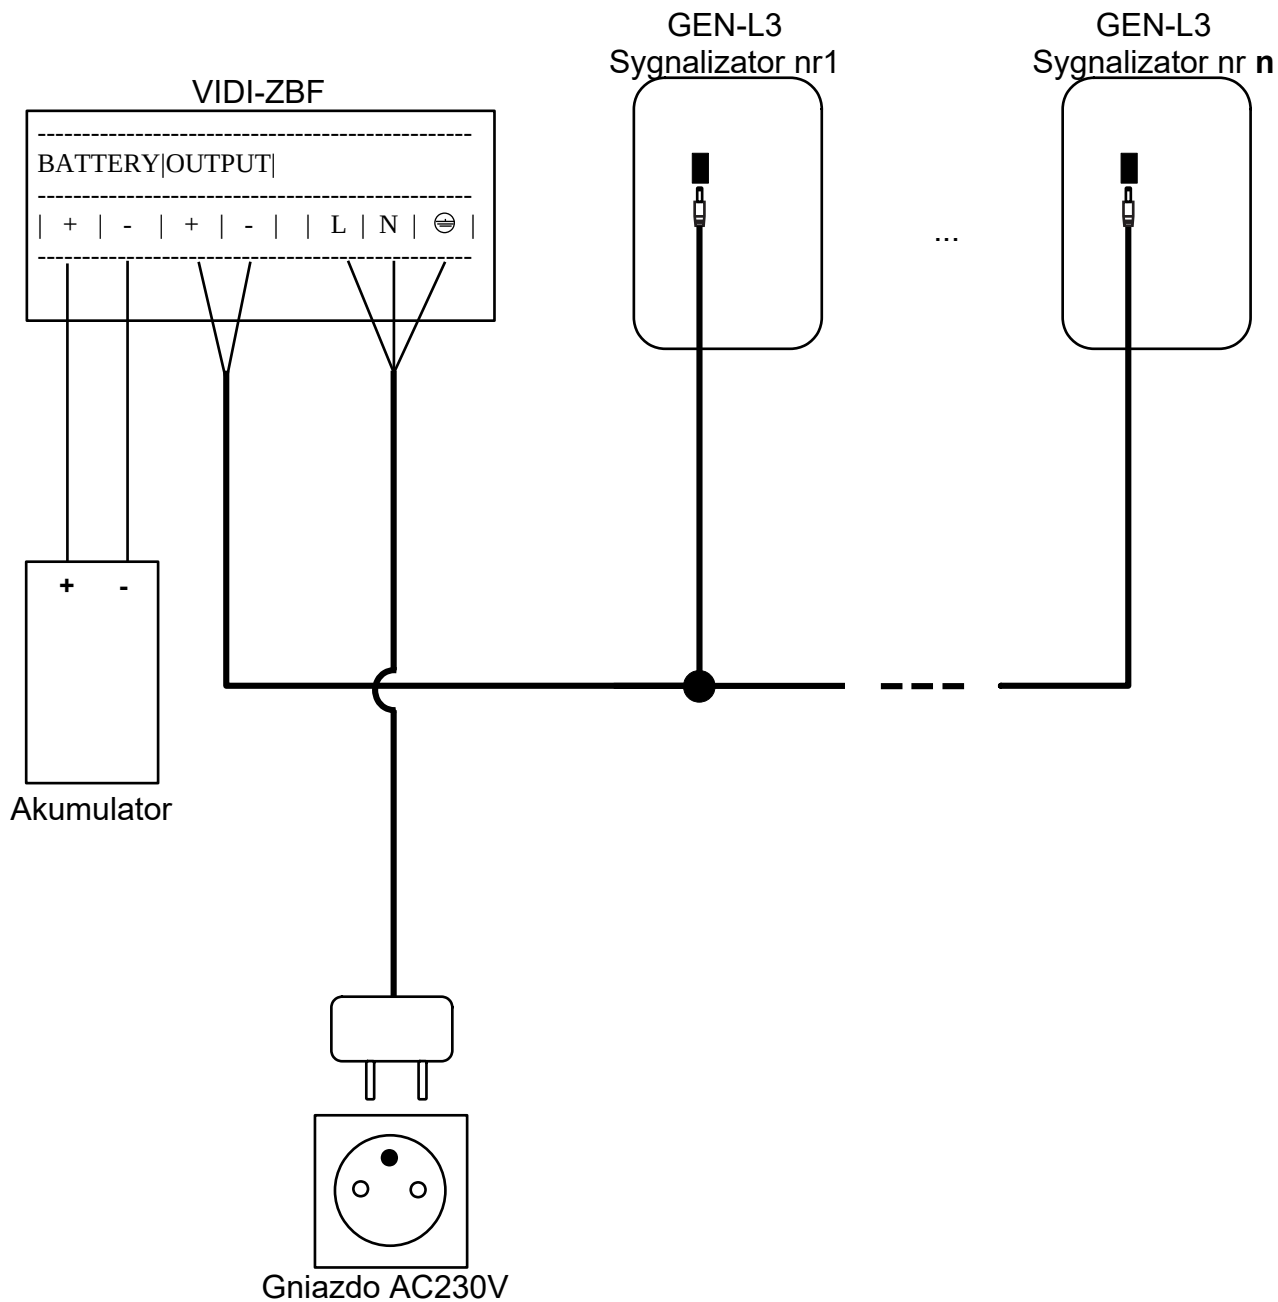 GEN-L3
Sygnalizator nr1
GEN-L3
Sygnalizator nr n
VIDI-ZBF
BATTERY|OUTPUT|
| + | - | + | - | | L | N | ⏚ |
...
+ -
Akumulator
Gniazdo AC230V